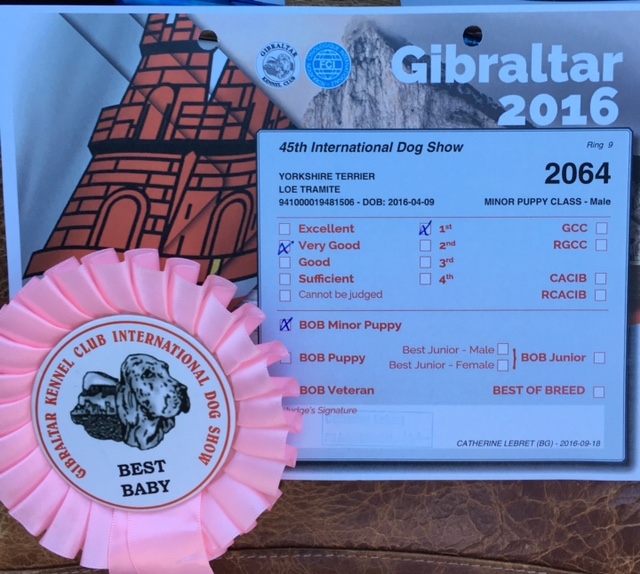 GIBRALTAR
KENNEL CLUB
FCI
Gibraltar
2016
45th International Dog Show
Ring 9
YORKSHIRE TERRIER
2064
LOE TRAMITE
941000019481506 - DOB: 2016-04-09
MINOR PUPPY CLASS - Male
Excellent 1st GCC
Very Good 2nd RGCC
Good 3rd
Sufficient 4th CACIB
Cannot be judged RCACIB
BOB Minor Puppy
BOB Puppy Best Junior - Male BOB Junior
Best Junior - Female
BOB Veteran BEST OF BREED
Judge's Signature
CATHERINE LEBRET (BG) - 2016-09-18
GIBRALTAR KENNEL CLUB INTERNATIONAL DOG SHOW
BEST
BABY